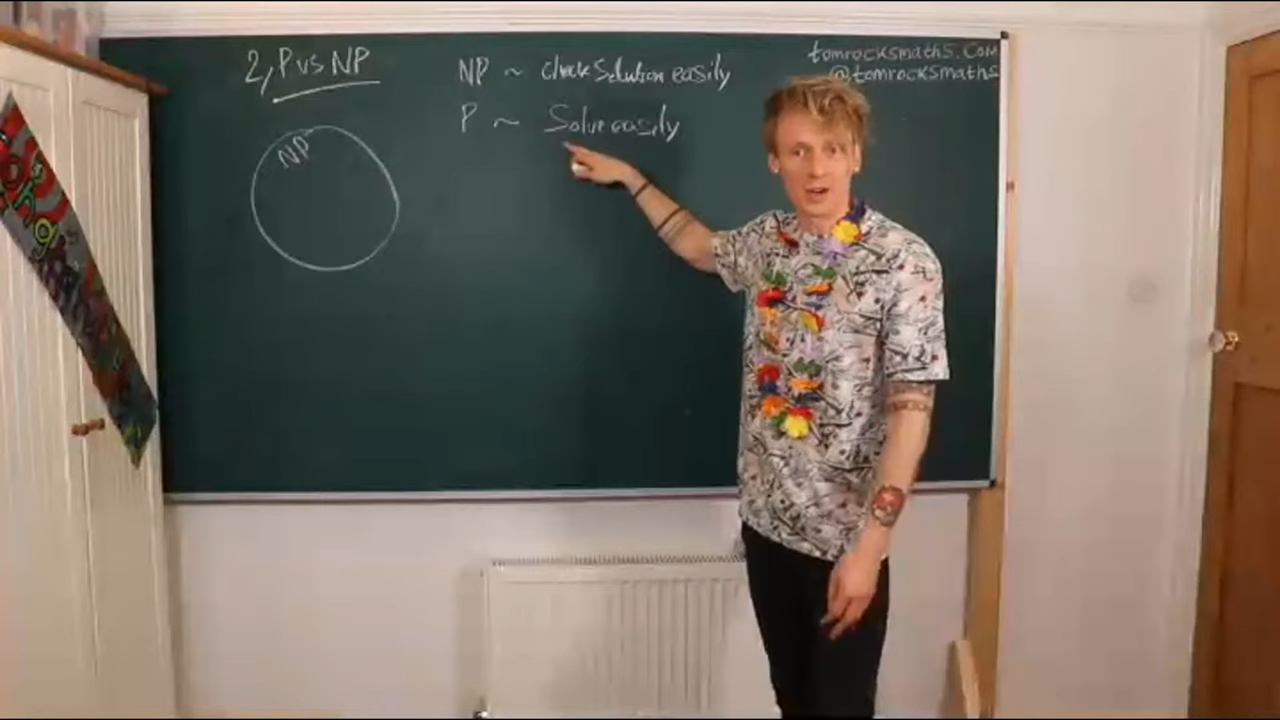 2, P vs NP
NP ~ check solution easily
P ~ Solve easily
NP
tomrocksmaths.com
@tomrocksmaths